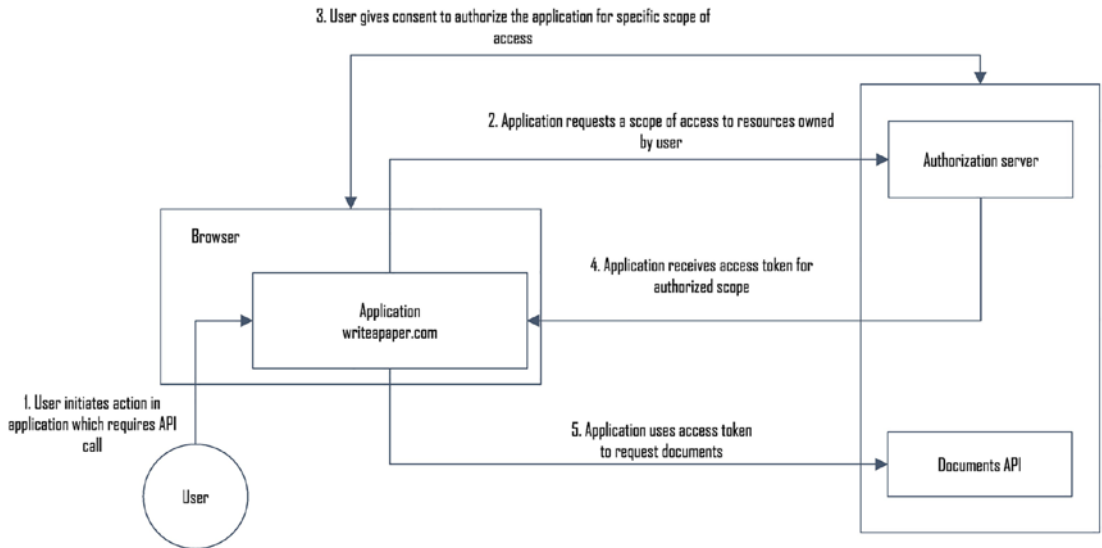 3. User gives consent to authorize the application for specific scope of
access
2. Application requests a scope of access to resources owned
by user
Authorization server
Browser
4. Application receives access token for
authorized scope
Application
writeapaper.com
1. User initiates action in
application which requires API
call
5. Application uses access token
to request documents
Documents API
User